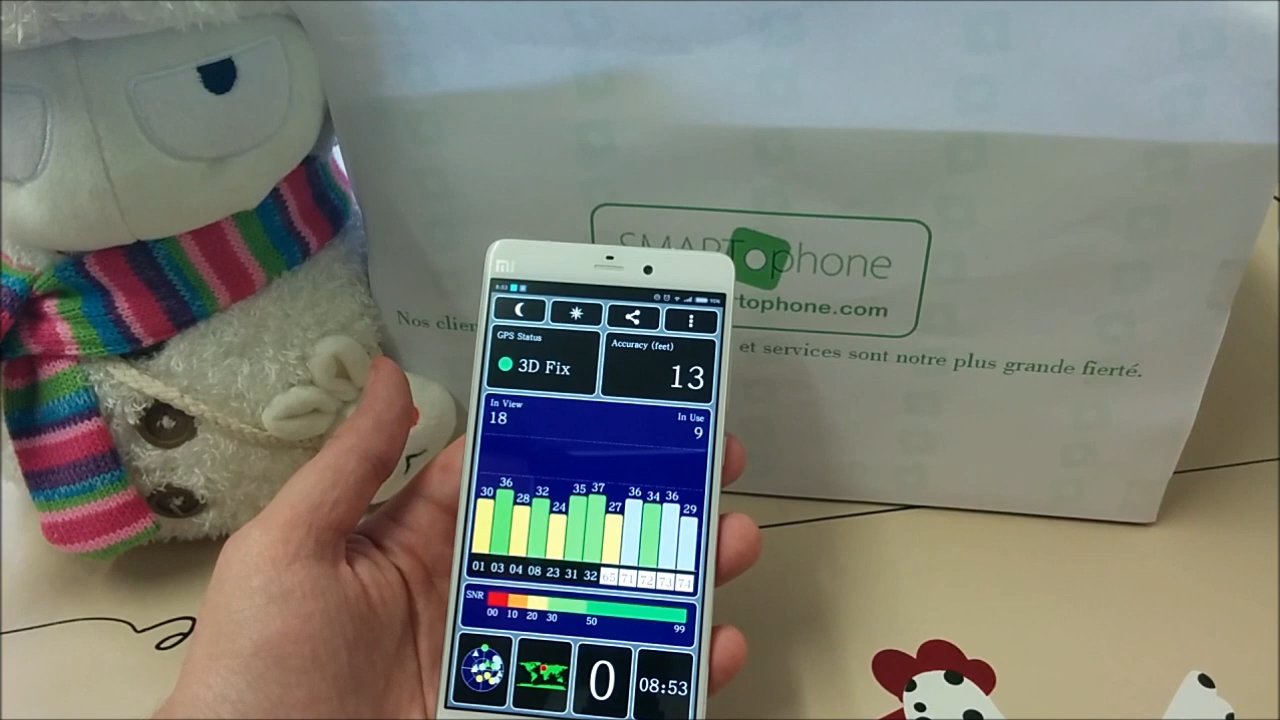 SMARTophone
tophone.com
Nos clien
et services sont notre plus grande fierté.
mi
GPS Status
3D Fix
Accuracy (feet)
13
In View
18
In Use
9
30 36 28 32 24 35 37 27 36 34 36 29
01 03 04 08 23 31 32 65 71 72 73 74
SNR
00 10 20 30 50 99
0
08:53